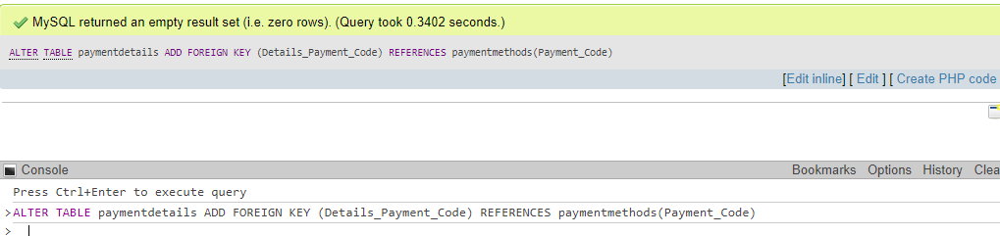 MySQL returned an empty result set (i.e. zero rows). (Query took 0.3402 seconds.)
ALTER TABLE paymentdetails ADD FOREIGN KEY (Details_Payment_Code) REFERENCES paymentmethods(Payment_Code)
[Edit inline] [ Edit ] [ Create PHP code
Console Bookmarks Options History Clea
Press Ctrl+Enter to execute query
>ALTER TABLE paymentdetails ADD FOREIGN KEY (Details_Payment_Code) REFERENCES paymentmethods(Payment_Code)
>